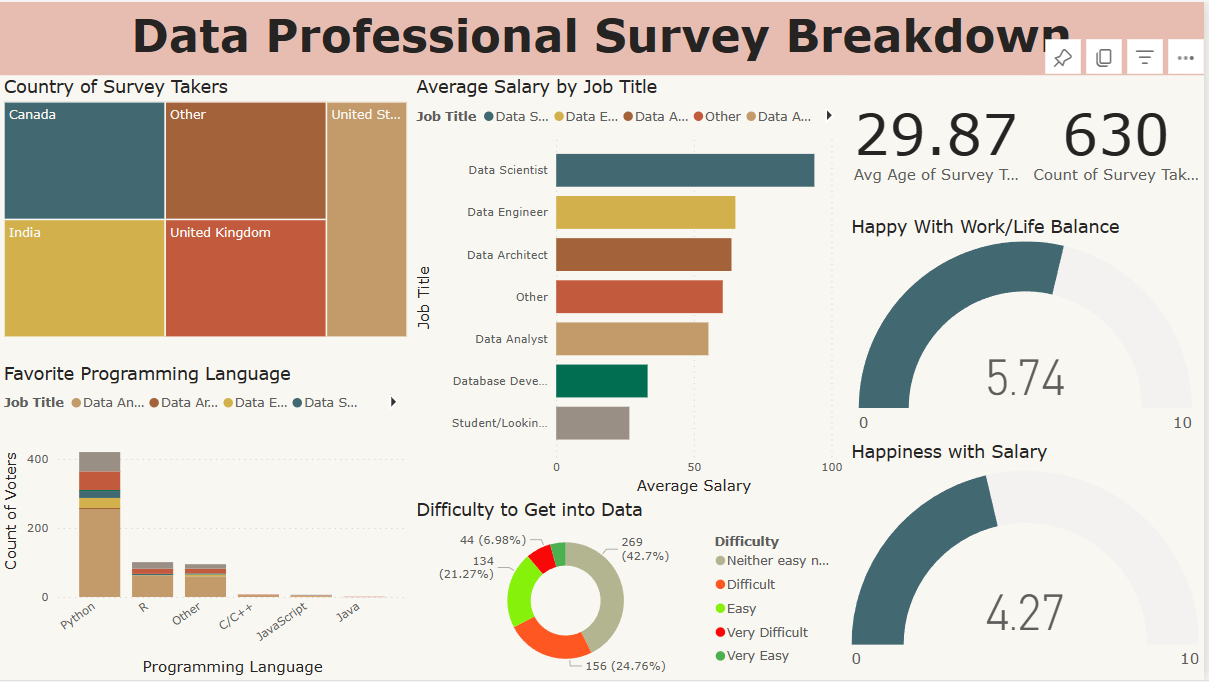 Data Professional Survey Breakdown
Country of Survey Takers
Canada
Other
United St...
India
United Kingdom
Average Salary by Job Title
Job Title
Data S...
Data E...
Data A...
Other
Data A...
Job Title
Data Scientist
Data Engineer
Data Architect
Other
Data Analyst
Database Deve...
Student/Lookin...
0
50
100
Average Salary
29.87
Avg Age of Survey T...
630
Count of Survey Tak...
Happy With Work/Life Balance
5.74
0
10
Favorite Programming Language
Job Title
Data An...
Data Ar...
Data E...
Data S...
Count of Voters
400
200
0
Python
R
Other
C/C++
JavaScript
Java
Programming Language
Difficulty to Get into Data
44 (6.98%)
269
(42.7%)
134
(21.27%)
156 (24.76%)
Difficulty
Neither easy n...
Difficult
Easy
Very Difficult
Very Easy
Happiness with Salary
4.27
0
10